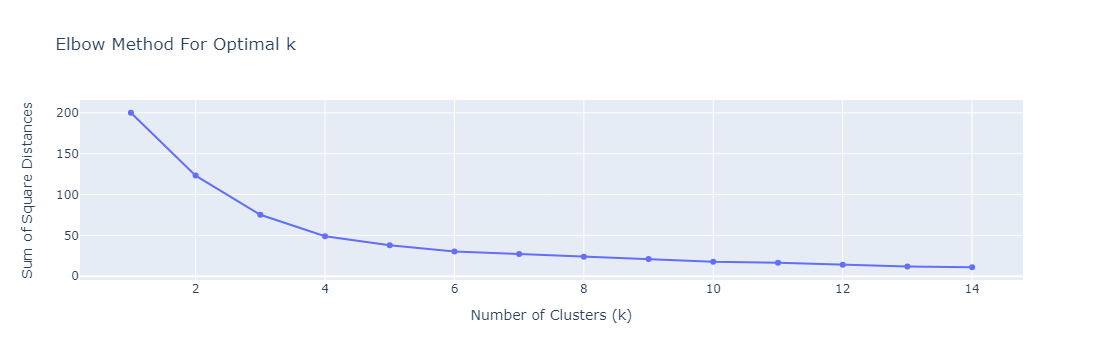 Elbow Method For Optimal k
Sum of Square Distances
200
150
100
50
0
2 4 6 8 10 12 14
Number of Clusters (k)